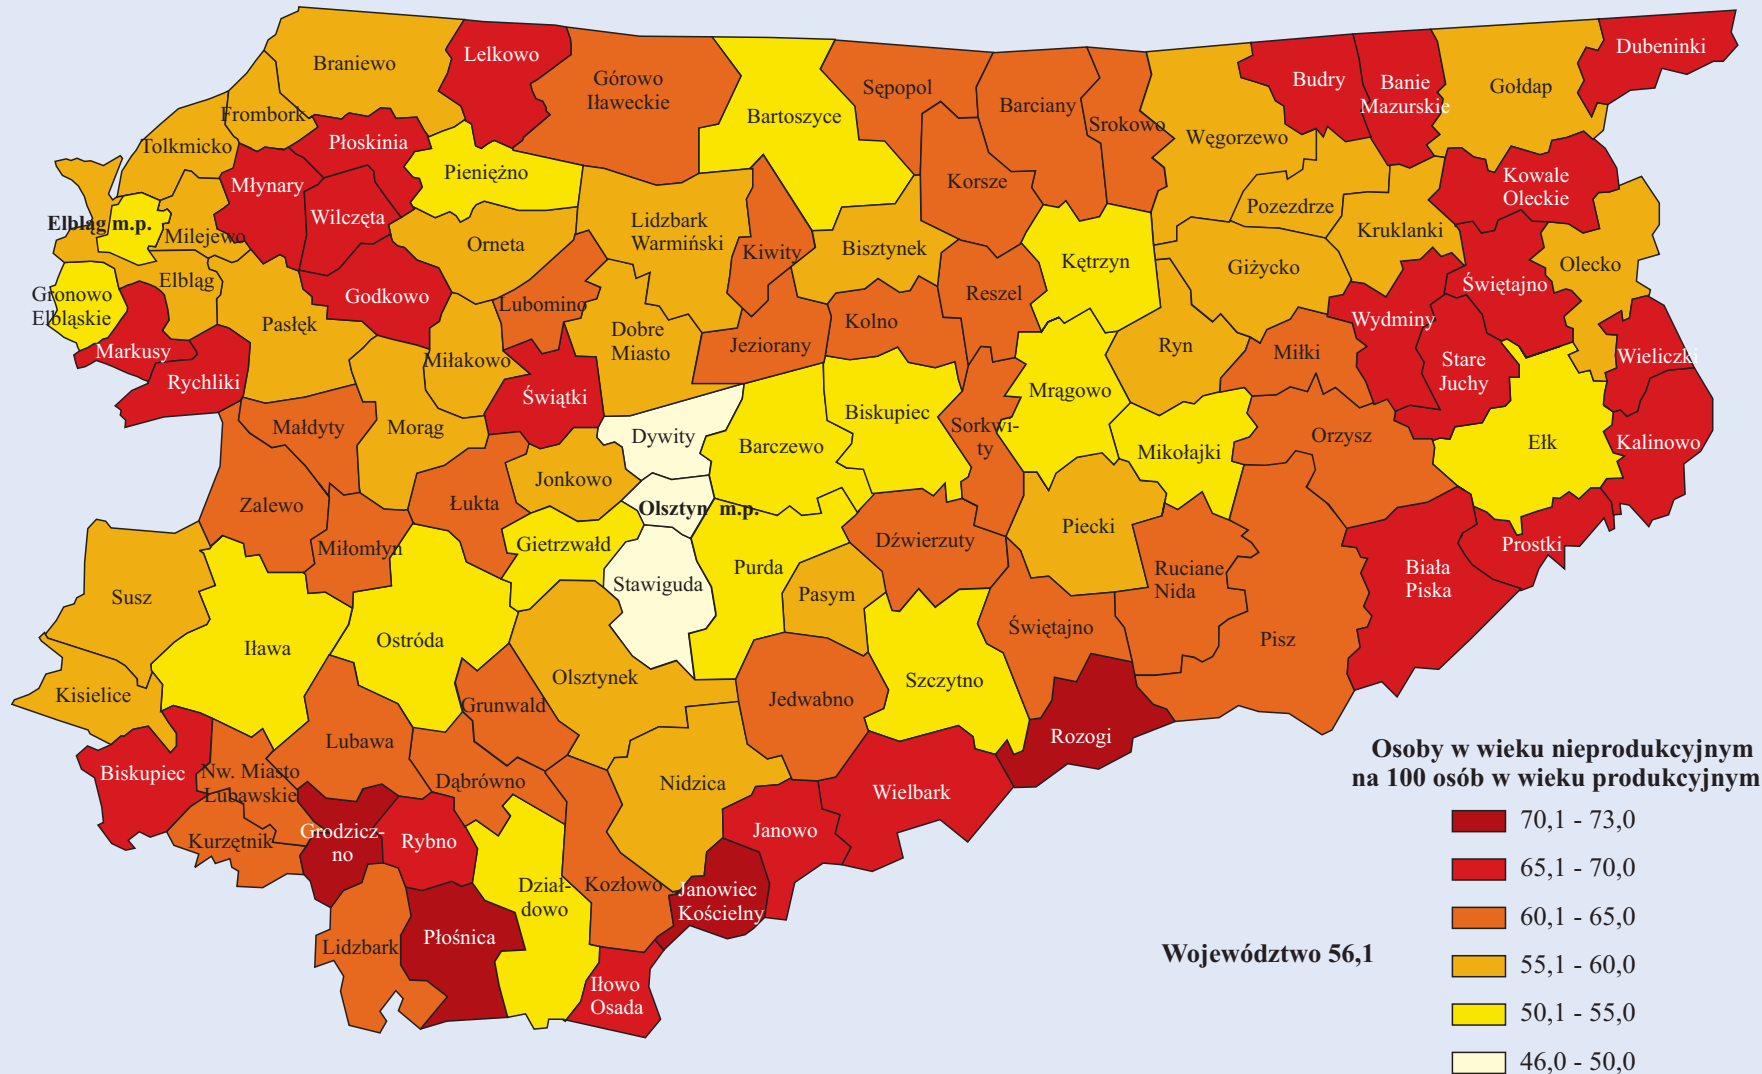 Braniewo
Lelkowo
Górowo
Iławeckie
Bartoszyce
Sępopol
Barciany
Srokowo
Węgorzewo
Budry
Banie
Mazurskie
Gołdap
Dubeninki
Frombork
Tolkmicko
Płoskinia
Pieniężno
Młynary
Wilczęta
Korsze
Kowale
Oleckie
Pozezdrze
Kruklanki
Elbląg m.p.
Milejewo
Orneta
Lidzbark
Warmiński
Kiwity
Bisztynek
Kętrzyn
Giżycko
Olecko
Elbląg
Gronowo
Elbląskie
Godkowo
Lubomino
Reszel
Świętajno
Pasłęk
Dobre
Miasto
Jeziorany
Kolno
Wydminy
Markusy
Rychliki
Miłakowo
Świątki
Ryn
Miłki
Stare
Juchy
Wieliczki
Mrągowo
Małdyty
Morąg
Dywity
Barczewo
Biskupiec
Sorkwi-
ty
Mikołajki
Orzysz
Ełk
Kalinowo
Zalewo
Łukta
Jonkowo
Olsztyn m.p.
Miłomłyn
Gietrzwałd
Dźwierzuty
Piecki
Prostki
Susz
Stawiguda
Purda
Pasym
Ruciane
Nida
Biała
Piska
Iława
Ostróda
Świętajno
Pisz
Kisielice
Olsztynek
Szczytno
Jedwabno
Grunwald
Lubawa
Rozogi
Biskupiec
Nw. Miasto
Lubawskie
Dąbrówno
Nidzica
Wielbark
Kurzętnik
Grodzicz-
no
Rybno
Janowo
Dział-
dowo
Kozłowo
Janowiec
Kościelny
Lidzbark
Płośnica
Iłowo
Osada
Województwo 56,1
Osoby w wieku nieprodukcyjnym
na 100 osób w wieku produkcyjnym
70,1 - 73,0
65,1 - 70,0
60,1 - 65,0
55,1 - 60,0
50,1 - 55,0
46,0 - 50,0